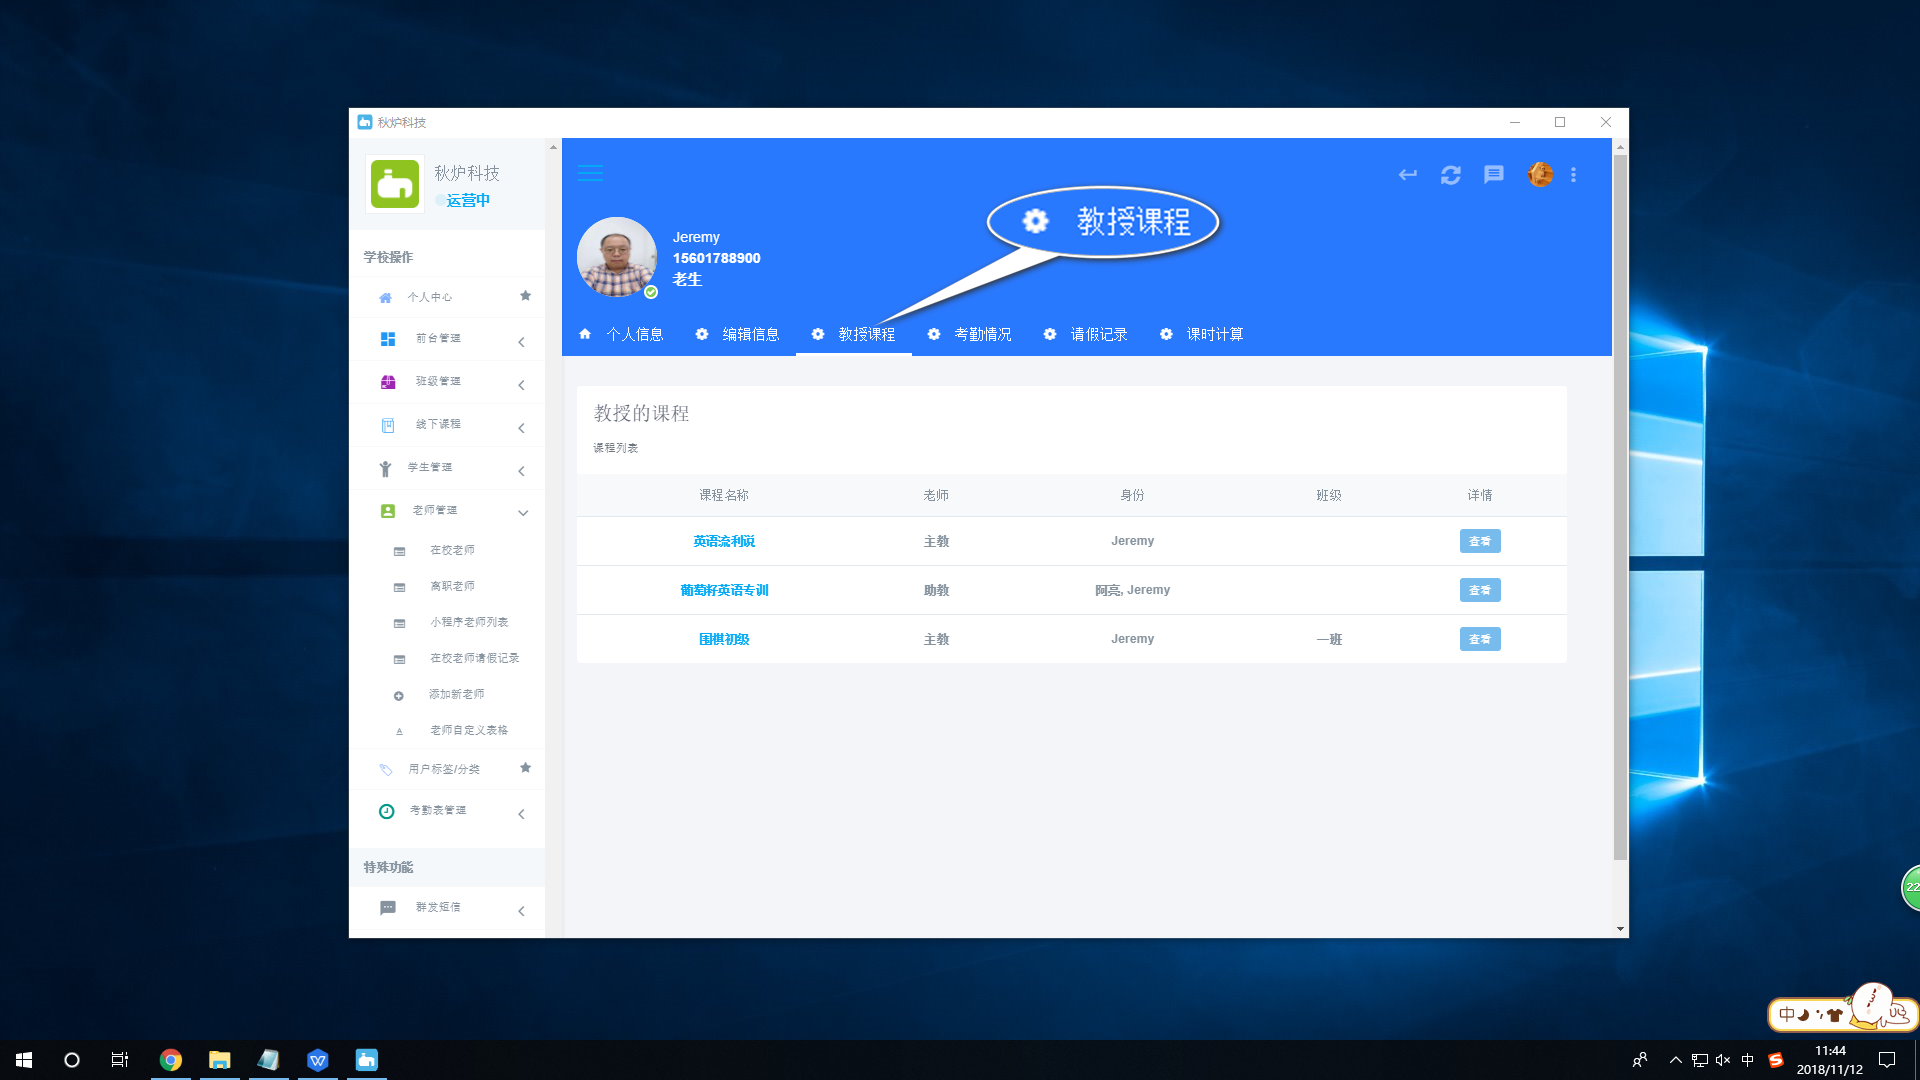 秋炉科技
秋炉科技
运营中
学校操作
个人中心
前台管理
班级管理
线下课程
学生管理
老师管理
在校老师
离职老师
小程序老师列表
在校老师请假记录
添加新老师
老师自定义表格
用户标签/分类
考勤表管理
特殊功能
群发短信
教授课程
Jeremy
15601788900
老生
个人信息 编辑信息 教授课程 考勤情况 请假记录 课时计算
教授的课程
课程列表
课程名称 老师 身份 班级 详情
英语流利说 主教 Jeremy 查看
葡萄籽英语专训 助教 阿亮, Jeremy 查看
围棋初级 主教 Jeremy 一班 查看
22
中
中
11:44
2018/11/12